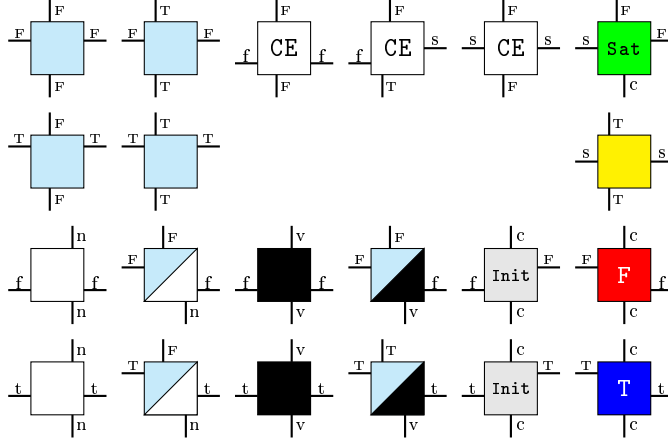 F T F F F F
F F F F CE CE s s CE s s Sat F
f f f
F T F T F c
F T T
T T T T s s
F T T
n F v F c c
F F Init F F F
f f f f f f f f
n n v v c c
n F v T c c
T T Init T T T
t t t t t t t t
n n v v c c